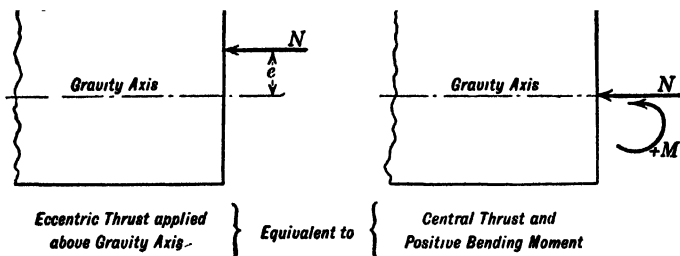 N
e
Gravity Axis
Gravity Axis
N
+M
Eccentric Thrust applied
above Gravity Axis
Equivalent to
Central Thrust and
Positive Bending Moment